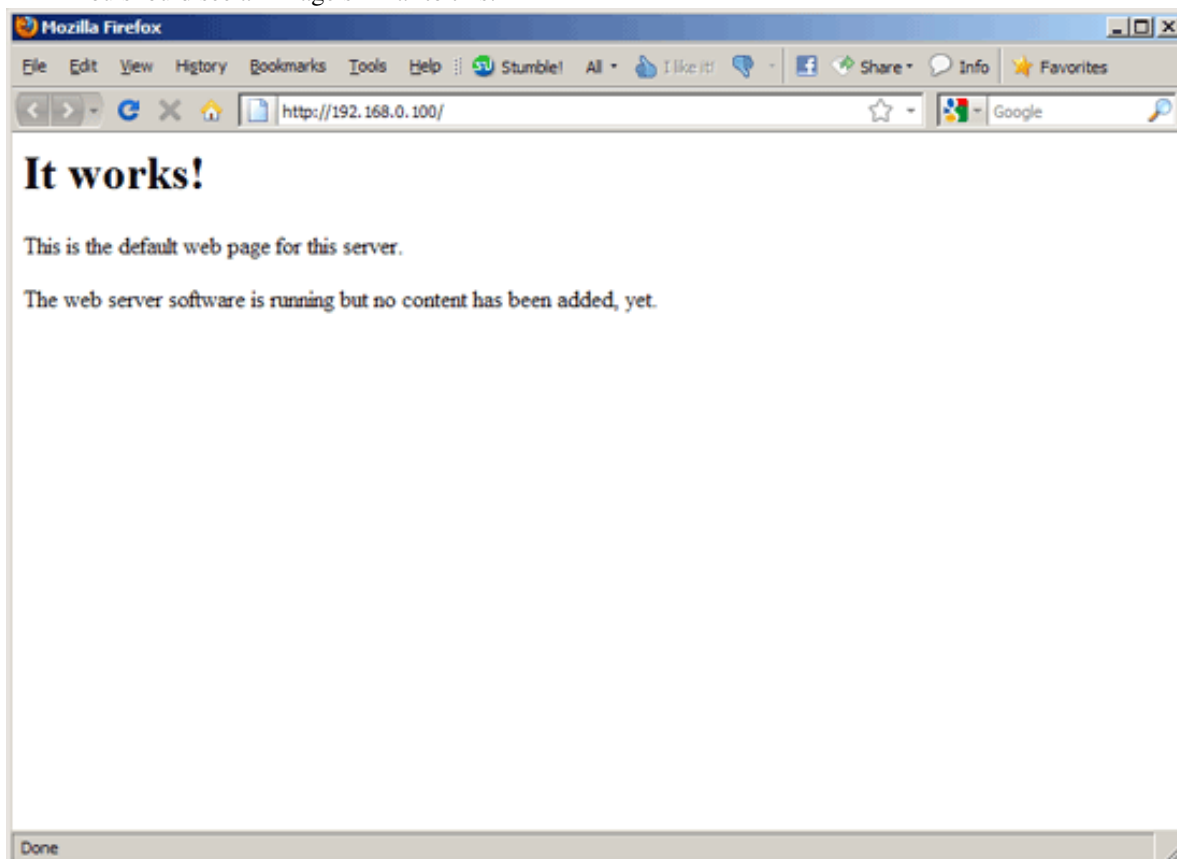 Mozilla Firefox
File Edit View History Bookmarks Tools Help Stumble! All I like it! Share Info Favorites
http://192.168.0.100/ Google
It works!
This is the default web page for this server.
The web server software is running but no content has been added, yet.
Done